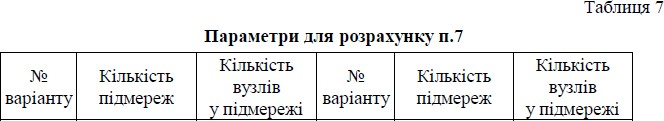 Таблиця 7
Параметри для розрахунку п.7
№ варіанту
Кількість підмереж
Кількість вузлів у підмережі
№ варіанту
Кількість підмереж
Кількість вузлів у підмережі